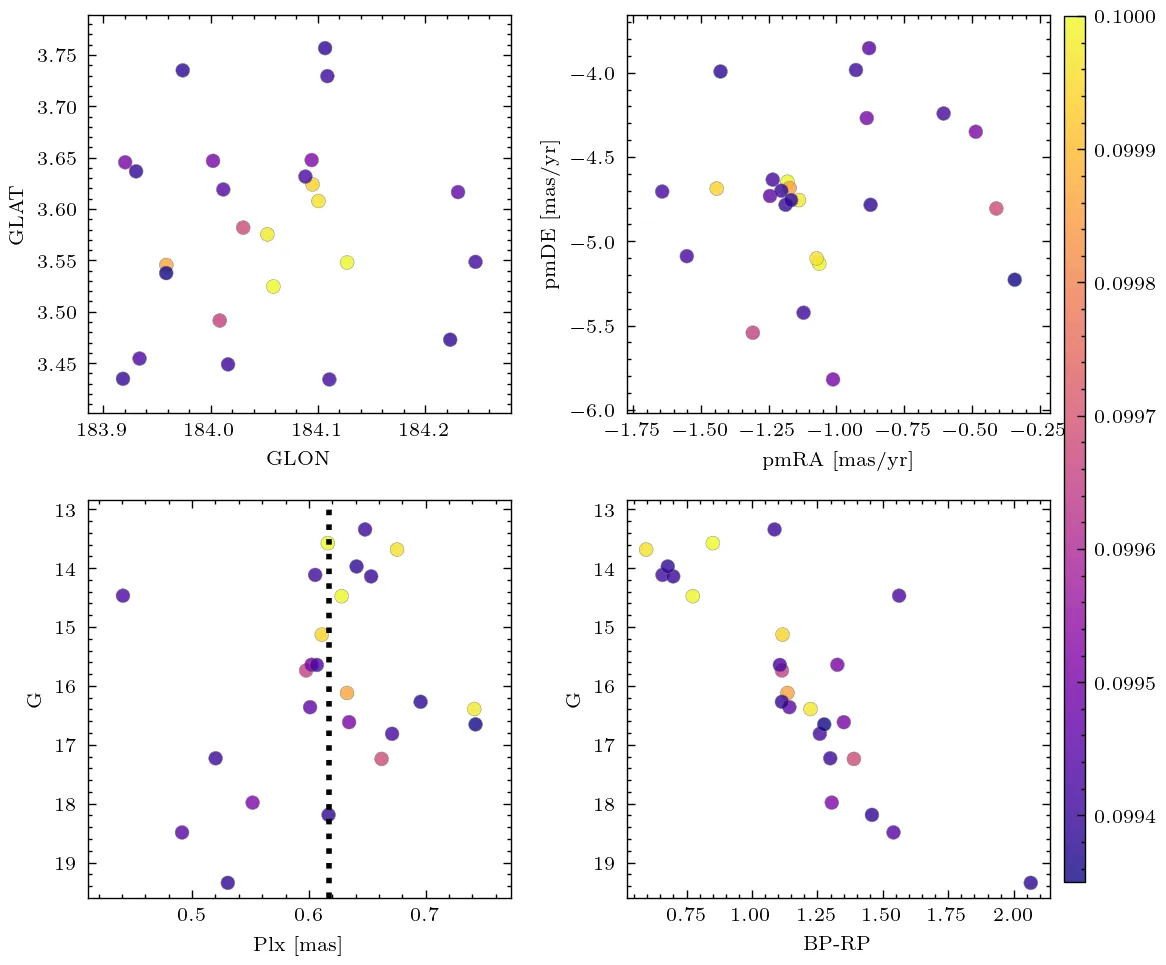 3.75
3.70
3.65
3.60
3.55
3.50
3.45
GLAT
183.9 184.0 184.1 184.2
GLON
−4.0
−4.5
−5.0
−5.5
−6.0
pmDE [mas/yr]
−1.75 −1.50 −1.25 −1.00 −0.75 −0.50 −0.25
pmRA [mas/yr]
0.1000
0.0999
0.0998
0.0997
0.0996
0.0995
0.0994
13
14
15
16
17
18
19
G
0.5 0.6 0.7
Plx [mas]
13
14
15
16
17
18
19
G
0.75 1.00 1.25 1.50 1.75 2.00
BP-RP